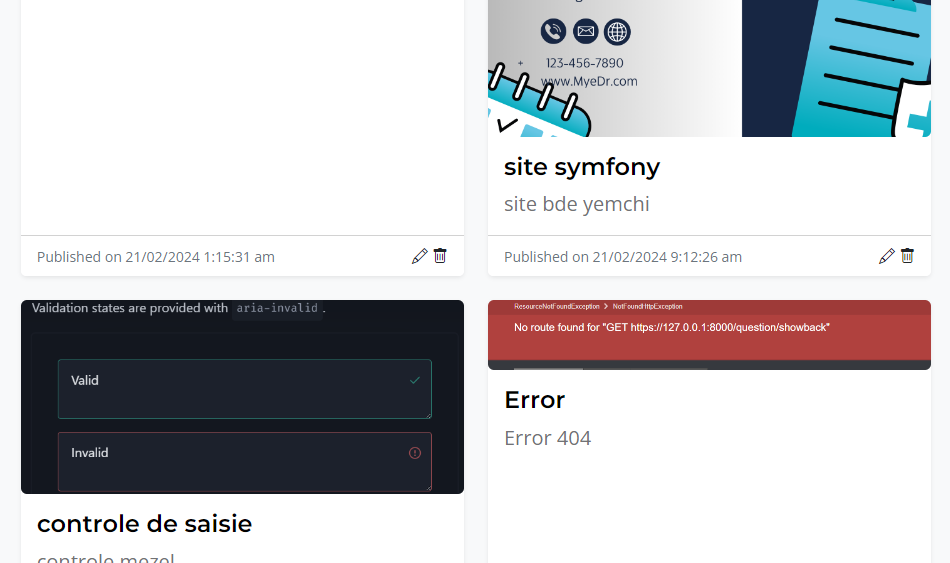 123-456-7890
www.MyeDr.com
site symfony
site bde yemchi
Published on 21/02/2024 1:15:31 am
Published on 21/02/2024 9:12:26 am
Validation states are provided with aria-invalid.
Valid
Invalid
controle de saisie
controle mezel
ResourceNotFoundException > NotFoundHttpException
No route found for "GET https://127.0.0.1:8000/question/showback"
Error
Error 404